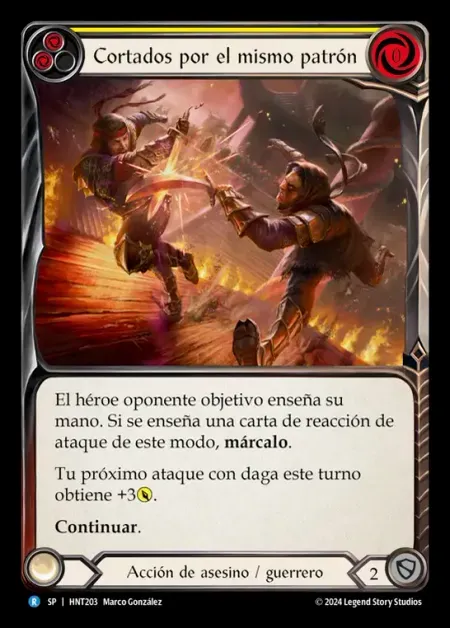 Cortados por el mismo patrón
0
El héroe oponente objetivo enseña su
mano. Si se enseña una carta de reacción de
ataque de este modo, márcalo.
Tu próximo ataque con daga este turno
obtiene +3.
Continuar.
Acción de asesino / guerrero
2
R SP | HNT203 Marco González
© 2024 Legend Story Studios